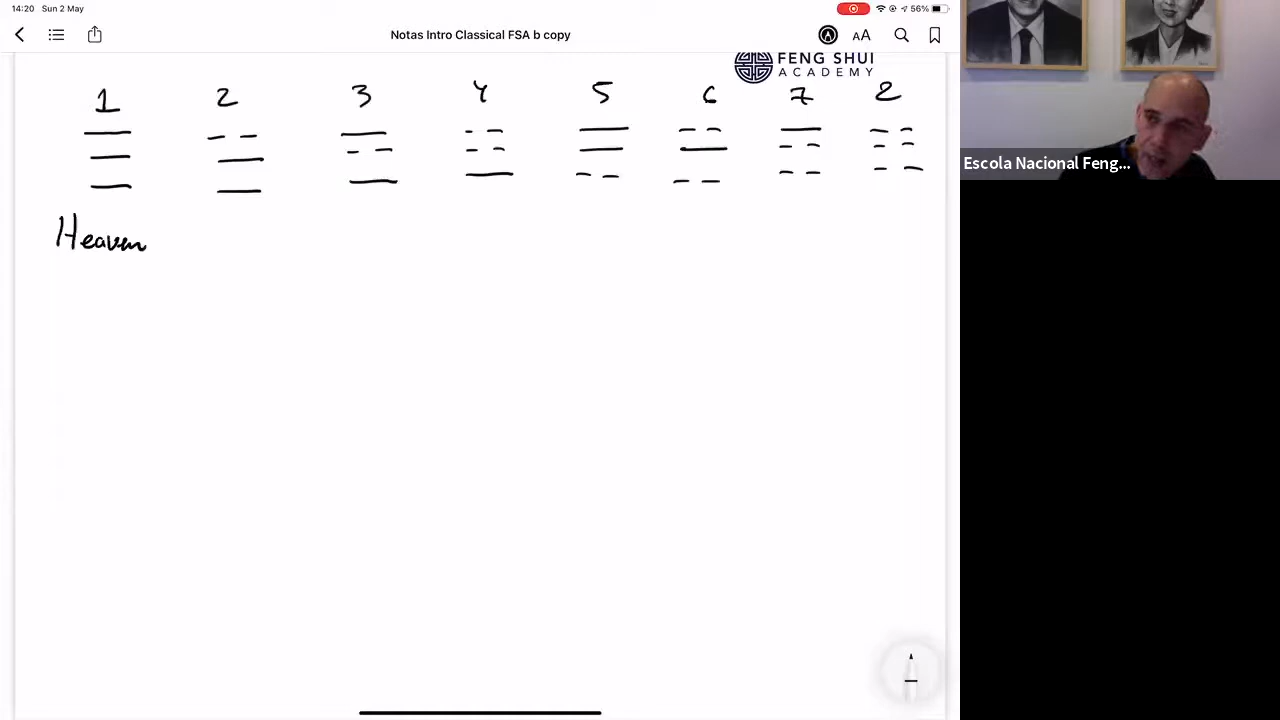 14:20 Sun 2 May
56%
Notas Intro Classical FSA b copy
AA
FENG SHUI
ACADEMY
1 2 3 4 5 6 7 8
Heaven
Escola Nacional Feng...